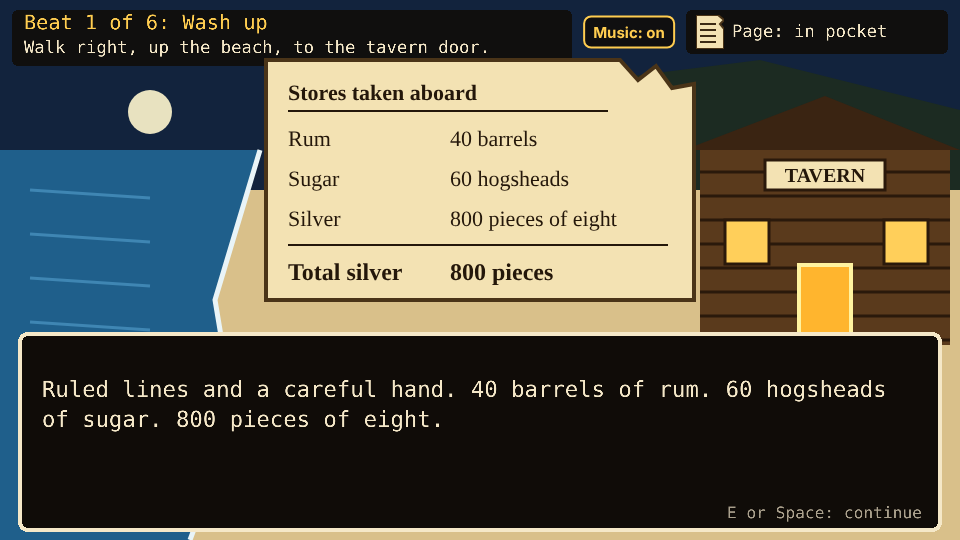 Beat 1 of 6: Wash up
Walk right, up the beach, to the tavern door.
Music: on
Page: in pocket
Stores taken aboard
Rum 40 barrels
Sugar 60 hogsheads
Silver 800 pieces of eight
Total silver 800 pieces
TAVERN
Ruled lines and a careful hand. 40 barrels of rum. 60 hogsheads
of sugar. 800 pieces of eight.
E or Space: continue